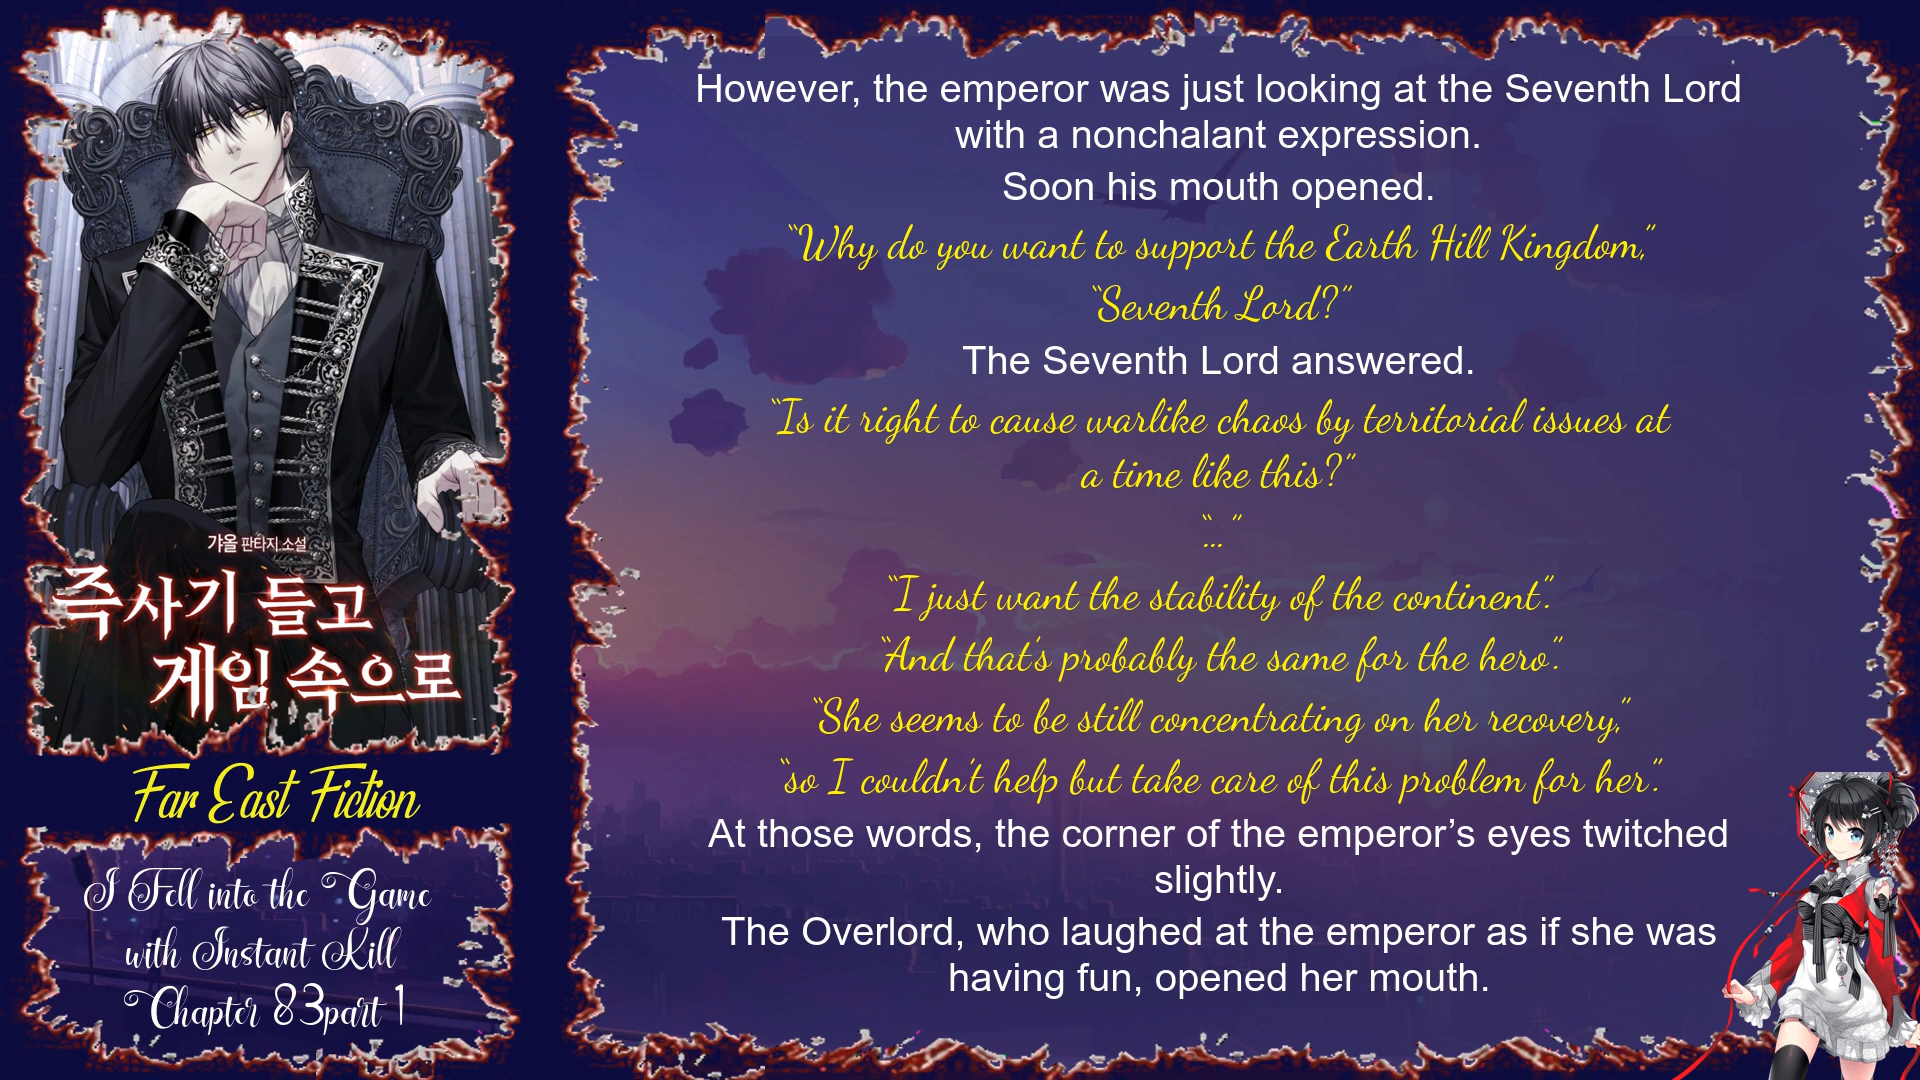 갸올 판타지 소설
즉사기 들고
게임 속으로
Far East Fiction
I Fell into the Game
with Instant Kill
Chapter 83part 1
However, the emperor was just looking at the Seventh Lord
with a nonchalant expression.
Soon his mouth opened.
“Why do you want to support the Earth Hill Kingdom,”
“Seventh Lord?”
The Seventh Lord answered.
“Is it right to cause warlike chaos by territorial issues at
a time like this?”
“…”
“I just want the stability of the continent”.
“And that’s probably the same for the hero”.
“She seems to be still concentrating on her recovery,”
“so I couldn’t help but take care of this problem for her”.
At those words, the corner of the emperor’s eyes twitched
slightly.
The Overlord, who laughed at the emperor as if she was
having fun, opened her mouth.